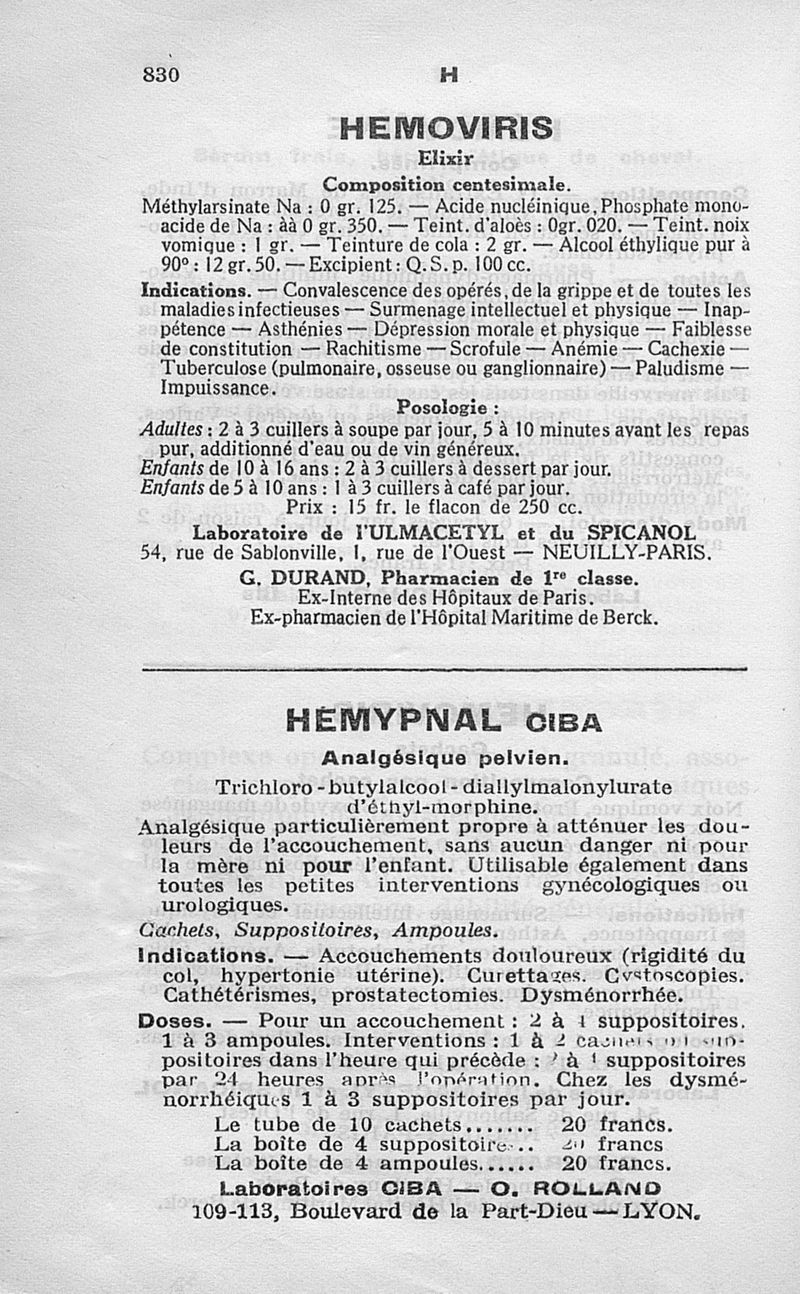 830 H
HEMOVIRIS
Elixir
Composition centesimale.
Méthylarsinate Na : 0 gr. 125. — Acide nucléinique, Phosphate mono-
acide de Na : àà 0 gr. 350. — Teint. d'aloès : 0gr. 020. — Teint. noix
vomique : 1 gr. — Teinture de cola : 2 gr. — Alcool éthylique pur à
90° : 12 gr. 50. — Excipient : Q. S. p. 100 cc.
Indications. — Convalescence des opérés, de la grippe et de toutes les
maladies infectieuses — Surmenage intellectuel et physique — Inap-
pétence — Asthénies — Dépression morale et physique — Faiblesse
de constitution — Rachitisme — Scrofule — Anémie — Cachexie —
Tuberculose (pulmonaire, osseuse ou ganglionnaire) — Paludisme —
Impuissance.
Posologie :
Adultes : 2 à 3 cuillers à soupe par jour, 5 à 10 minutes avant les repas
pur, additionné d'eau ou de vin généreux.
Enfants de 10 à 16 ans : 2 à 3 cuillers à dessert par jour.
Enfants de 5 à 10 ans : 1 à 3 cuillers à café par jour.
Prix : 15 fr. le flacon de 250 cc.
Laboratoire de l'ULMACETYL et du SPICANOL
54, rue de Sablonville, 1, rue de l'Ouest — NEUILLY-PARIS.
G. DURAND, Pharmacien de 1re classe.
Ex-Interne des Hôpitaux de Paris.
Ex-pharmacien de l'Hôpital Maritime de Berck.
HÉMYPNAL CIBA
Analgésique pelvien.
Trichloro-butylalcool-diallylmalonylurate
d'éthyl-morphine.
Analgésique particulièrement propre à atténuer les dou-
leurs de l'accouchement, sans aucun danger ni pour
la mère ni pour l'enfant. Utilisable également dans
toutes les petites interventions gynécologiques ou
urologiques.
Cachets, Suppositoires, Ampoules.
Indications. — Accouchements douloureux (rigidité du
col, hypertonie utérine). Curettages. Cystoscopies.
Cathétérismes, prostatectomies. Dysménorrhée.
Doses. — Pour un accouchement : 2 à 4 suppositoires.
1 à 3 ampoules. Interventions : 1 à 2 cachets ou sup-
positoires dans l'heure qui précède : à suppositoires
par 24 heures après l'opération. Chez les dysmé-
norrhéiques 1 à 3 suppositoires par jour.
Le tube de 10 cachets....... 20 francs.
La boîte de 4 suppositoire... 20 francs
La boîte de 4 ampoules...... 20 francs.
Laboratoires CIBA — O. ROLLAND
109-113, Boulevard de la Part-Dieu — LYON.